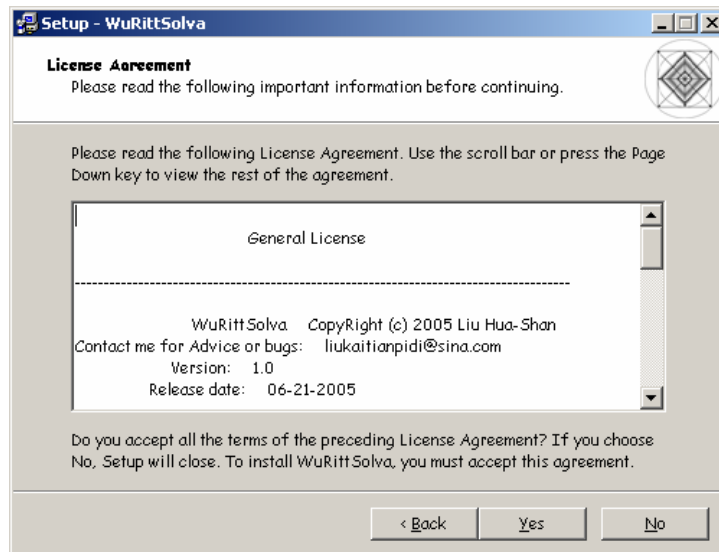 Setup - WuRittSolva
License Agreement
Please read the following important information before continuing.
Please read the following License Agreement. Use the scroll bar or press the Page
Down key to view the rest of the agreement.
General License
-----------------------------------------------------------------------------------
WuRittSolva CopyRight (c) 2005 Liu Hua-Shan
Contact me for Advice or bugs: liukaitianpidi@sina.com
Version: 1.0
Release date: 06-21-2005
Do you accept all the terms of the preceding License Agreement? If you choose
No, Setup will close. To install WuRittSolva, you must accept this agreement.
< Back Yes No